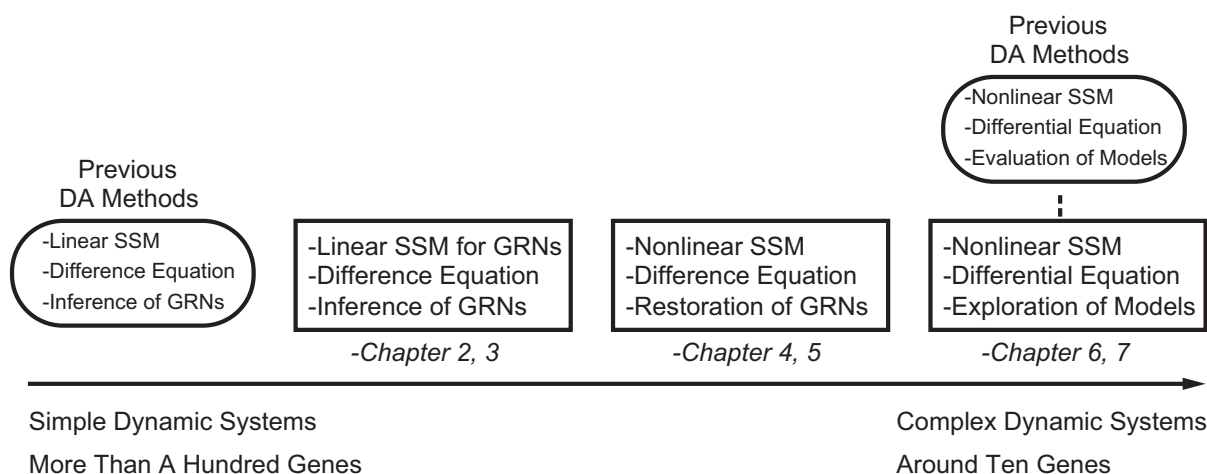 Previous
DA Methods
-Nonlinear SSM
-Differential Equation
-Evaluation of Models
Previous
DA Methods
-Linear SSM
-Difference Equation
-Inference of GRNs
-Linear SSM for GRNs
-Difference Equation
-Inference of GRNs
-Chapter 2, 3
-Nonlinear SSM
-Difference Equation
-Restoration of GRNs
-Chapter 4, 5
-Nonlinear SSM
-Differential Equation
-Exploration of Models
-Chapter 6, 7
Simple Dynamic Systems
More Than A Hundred Genes
Complex Dynamic Systems
Around Ten Genes